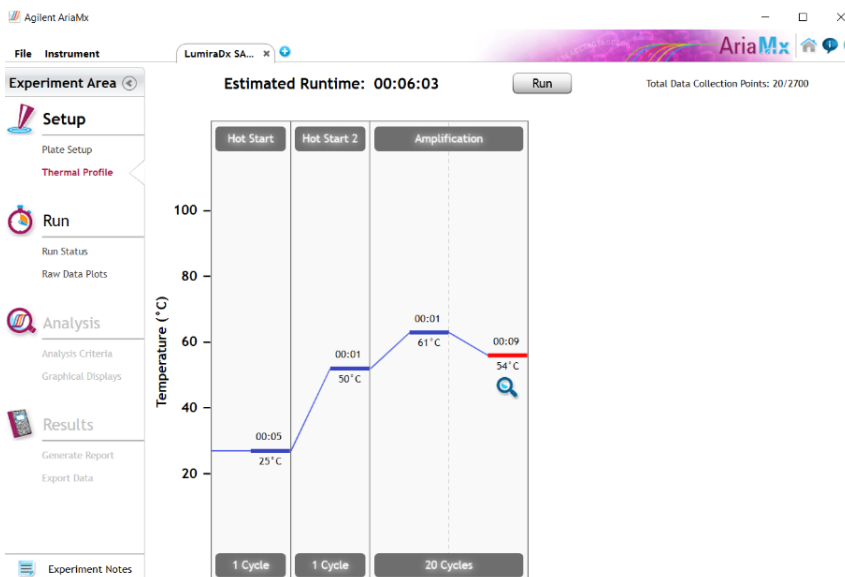 Agilent AriaMx
File Instrument
LumiraDx SA... ×
AriaMx
Experiment Area
Estimated Runtime: 00:06:03
Run
Total Data Collection Points: 20/2700
Setup
Plate Setup
Thermal Profile
Run
Run Status
Raw Data Plots
Analysis
Analysis Criteria
Graphical Displays
Results
Generate Report
Export Data
Experiment Notes
Hot Start
Hot Start 2
Amplification
Temperature (°C)
100
80
60
40
20
00:05
25°C
00:01
50°C
00:01
61°C
00:09
54°C
1 Cycle
1 Cycle
20 Cycles